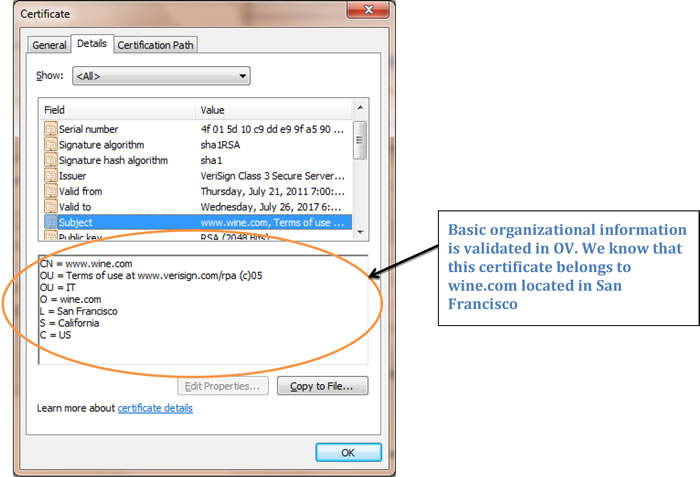 Certificate
General Details Certification Path
Show: <All>
Field Value
Serial number 4f 01 5d 10 c9 dd e9 9f a5 90 ...
Signature algorithm sha1RSA
Signature hash algorithm sha1
Issuer VeriSign Class 3 Secure Server...
Valid from Thursday, July 21, 2011 7:00:...
Valid to Wednesday, July 26, 2017 6:...
Subject www.wine.com, Terms of use ...
Public key RSA (2048 Bits)
CN = www.wine.com
OU = Terms of use at www.verisign.com/rpa (c)05
OU = IT
O = wine.com
L = San Francisco
S = California
C = US
Edit Properties... Copy to File...
Learn more about certificate details
OK
Basic organizational information
is validated in OV. We know that
this certificate belongs to
wine.com located in San
Francisco